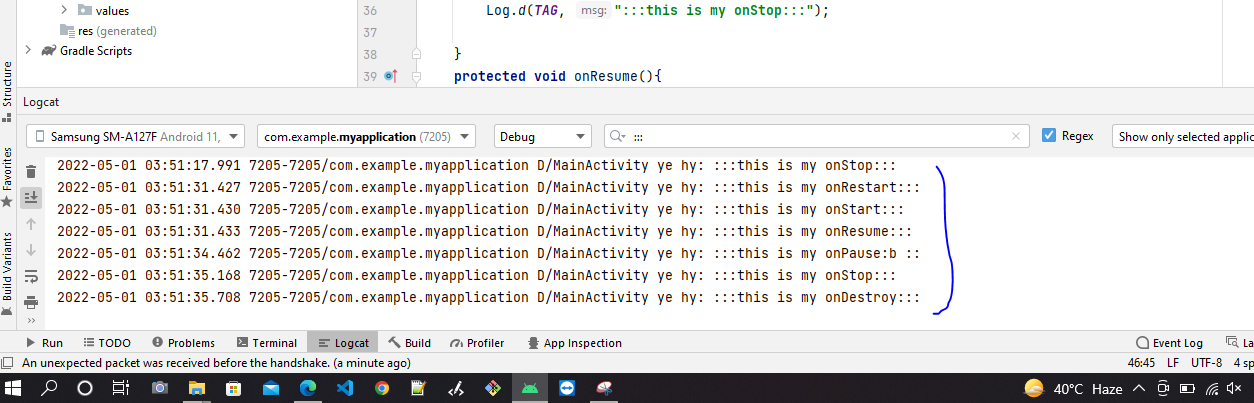 values
res (generated)
Gradle Scripts
36 Log.d(TAG, msg: ":::this is my onStop:::");
37
38 }
39 protected void onResume(){
Structure
Favorites
Build Variants
Logcat
Samsung SM-A127F Android 11, com.example.myapplication (7205) Debug ::: Regex Show only selected applic
2022-05-01 03:51:17.991 7205-7205/com.example.myapplication D/MainActivity ye hy: :::this is my onStop:::
2022-05-01 03:51:31.427 7205-7205/com.example.myapplication D/MainActivity ye hy: :::this is my onRestart:::
2022-05-01 03:51:31.430 7205-7205/com.example.myapplication D/MainActivity ye hy: :::this is my onStart:::
2022-05-01 03:51:31.433 7205-7205/com.example.myapplication D/MainActivity ye hy: :::this is my onResume:::
2022-05-01 03:51:34.462 7205-7205/com.example.myapplication D/MainActivity ye hy: :::this is my onPause:b ::
2022-05-01 03:51:35.168 7205-7205/com.example.myapplication D/MainActivity ye hy: :::this is my onStop:::
2022-05-01 03:51:35.708 7205-7205/com.example.myapplication D/MainActivity ye hy: :::this is my onDestroy:::
Run TODO Problems Terminal Logcat Build Profiler App Inspection Event Log La
An unexpected packet was received before the handshake. (a minute ago) 46:45 LF UTF-8 4 sp
40°C Haze